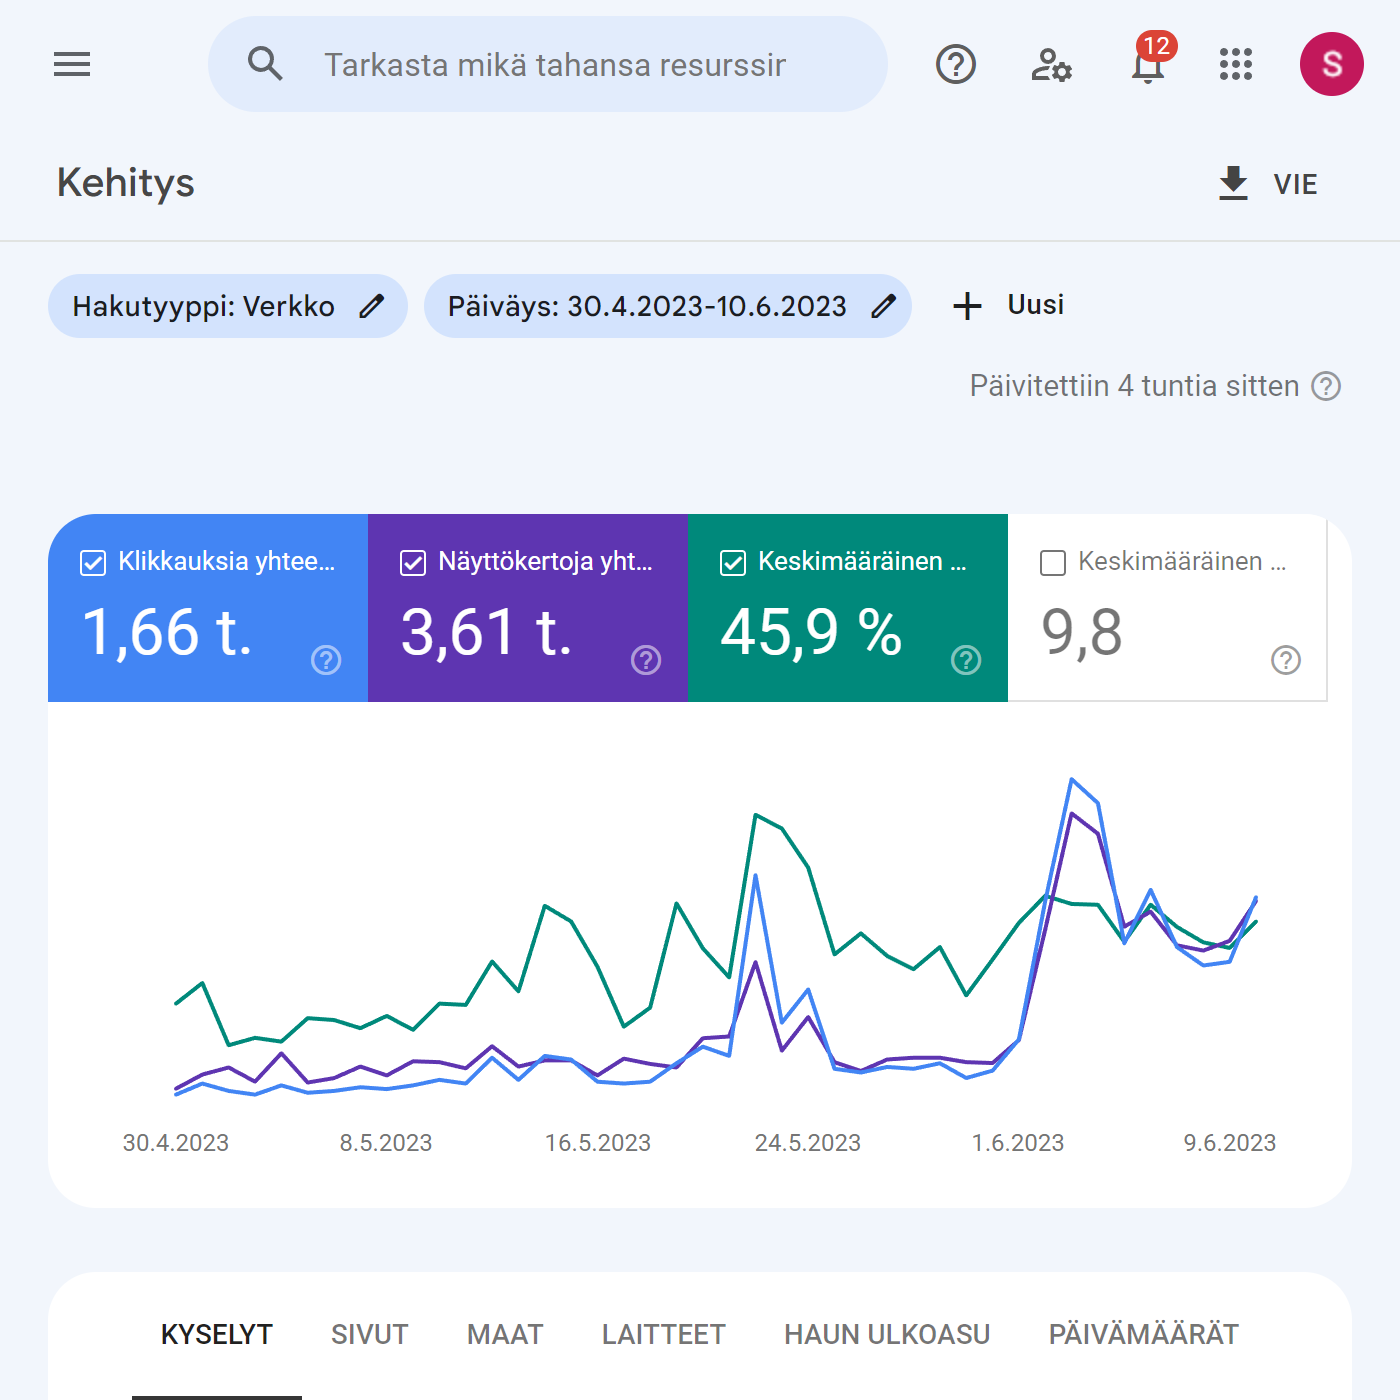 Tarkasta mikä tahansa resurssir
12
S
Kehitys
VIE
Hakutyyppi: Verkko
Päiväys: 30.4.2023-10.6.2023
Uusi
Päivitettiin 4 tuntia sitten
Klikkauksia yhtee...
1,66 t.
Näyttökertoja yht...
3,61 t.
Keskimääräinen ...
45,9 %
Keskimääräinen ...
9,8
30.4.2023 8.5.2023 16.5.2023 24.5.2023 1.6.2023 9.6.2023
KYSELYT SIVUT MAAT LAITTEET HAUN ULKOASU PÄIVÄMÄÄRÄT